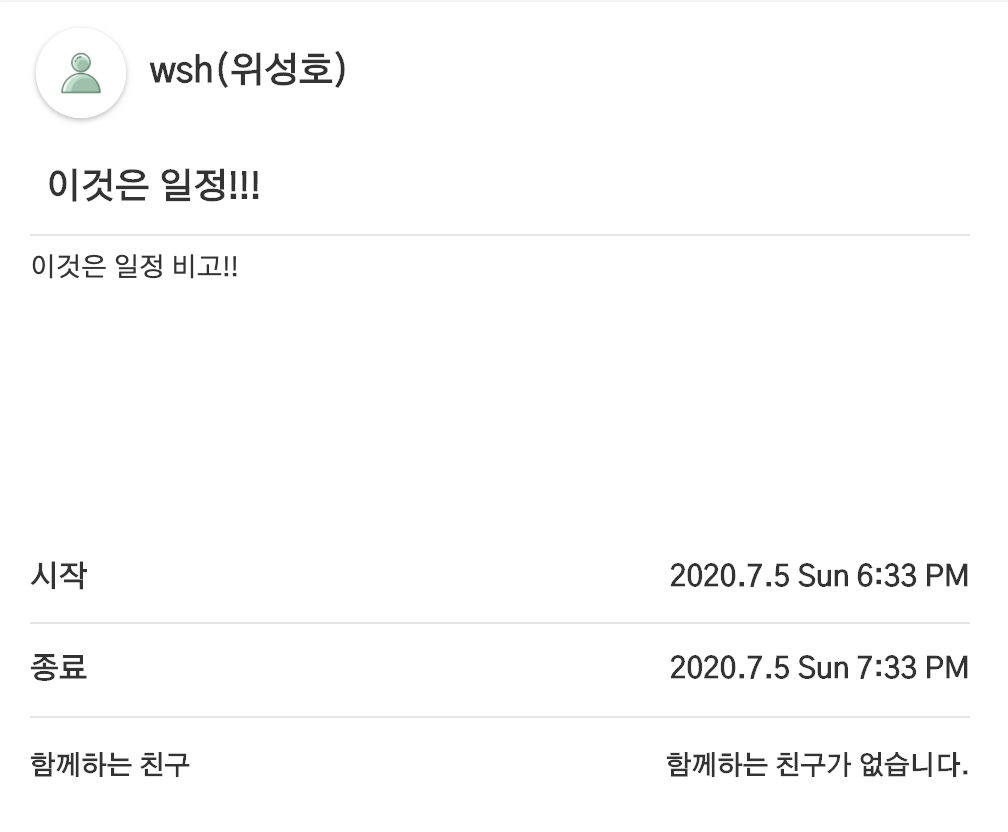 wsh(위성호)
이것은 일정!!!
이것은 일정 비고!!
시작 2020.7.5 Sun 6:33 PM
종료 2020.7.5 Sun 7:33 PM
함께하는 친구 함께하는 친구가 없습니다.